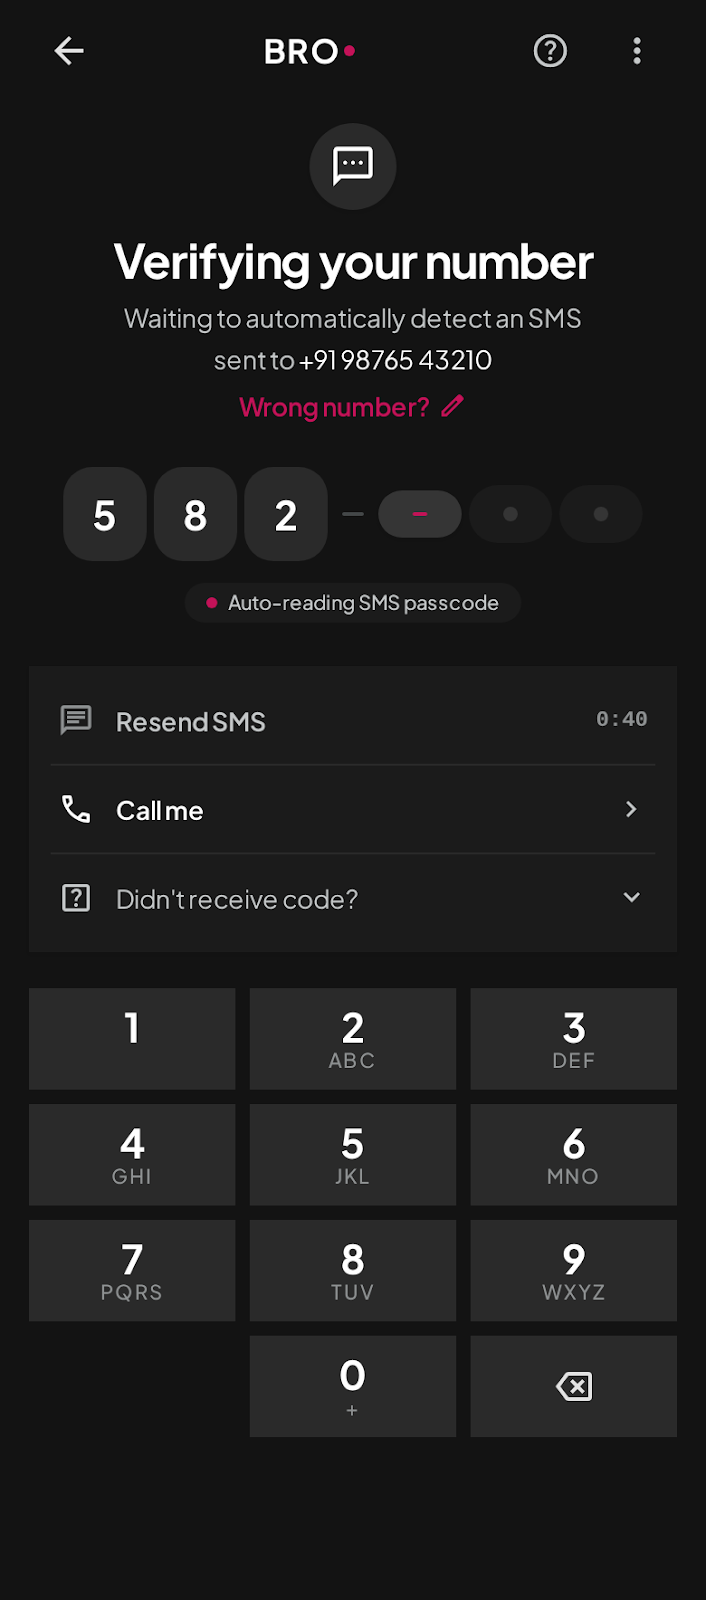 BRO
Verifying your number
Waiting to automatically detect an SMS
sent to +91 98765 43210
Wrong number?
5 8 2 – –
Auto-reading SMS passcode
Resend SMS 0:40
Call me
Didn't receive code?
1 2 3
ABC DEF
4 5 6
GHI JKL MNO
7 8 9
PQRS TUV WXYZ
0
+